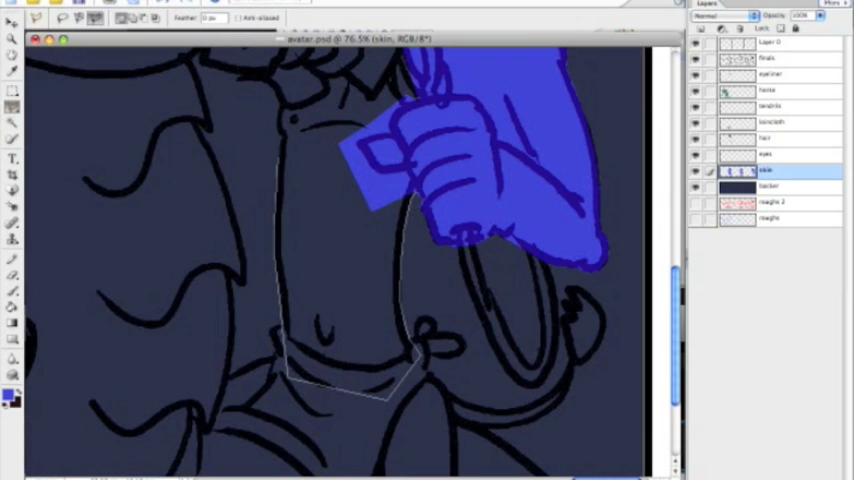 Feather: 0 px Anti-aliased
avatar.psd @ 76.5% (skin, RGB/8*)
Layers
More
Normal Opacity: 100%
Lock:
Layer 0
finals
eyeliner
horse
tendrils
loincloth
hair
eyes
skin
backer
roughs 2
roughs